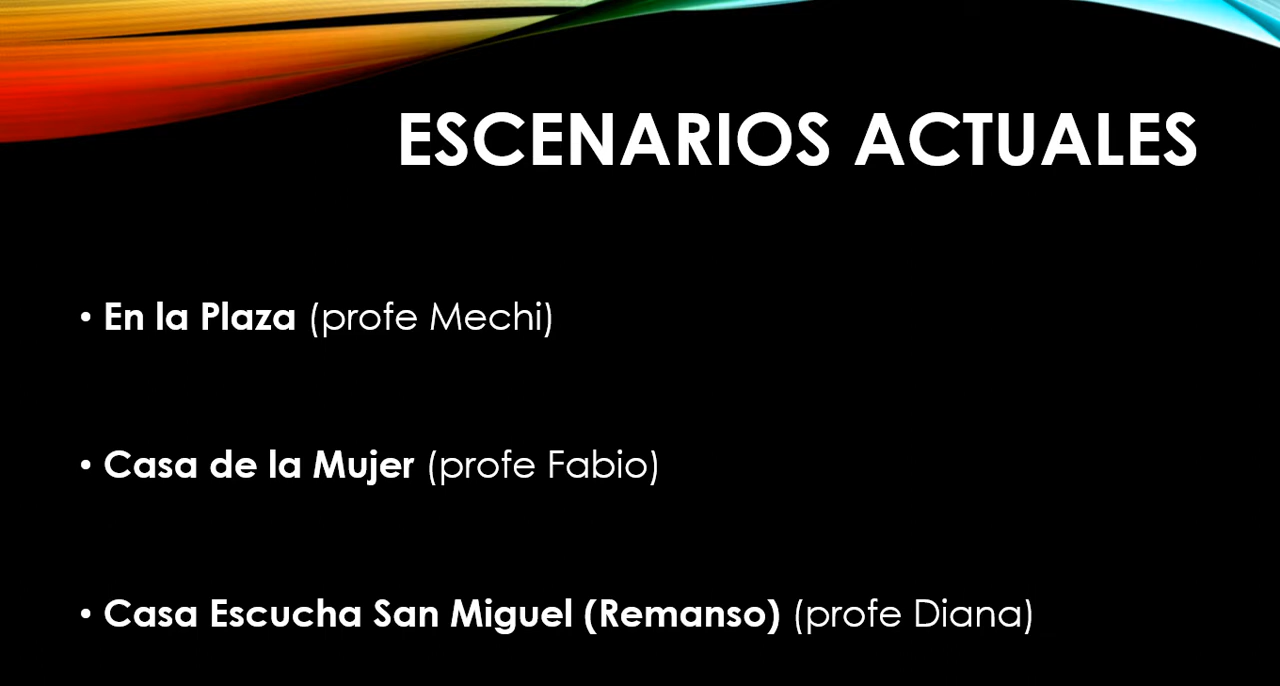 ESCENARIOS ACTUALES
• En la Plaza (profe Mechi)
• Casa de la Mujer (profe Fabio)
• Casa Escucha San Miguel (Remanso) (profe Diana)